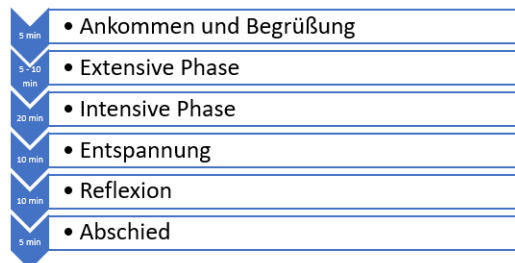 5 min
• Ankommen und Begrüßung
5 - 10
min
• Extensive Phase
20 min
• Intensive Phase
10 min
• Entspannung
10 min
• Reflexion
5 min
• Abschied